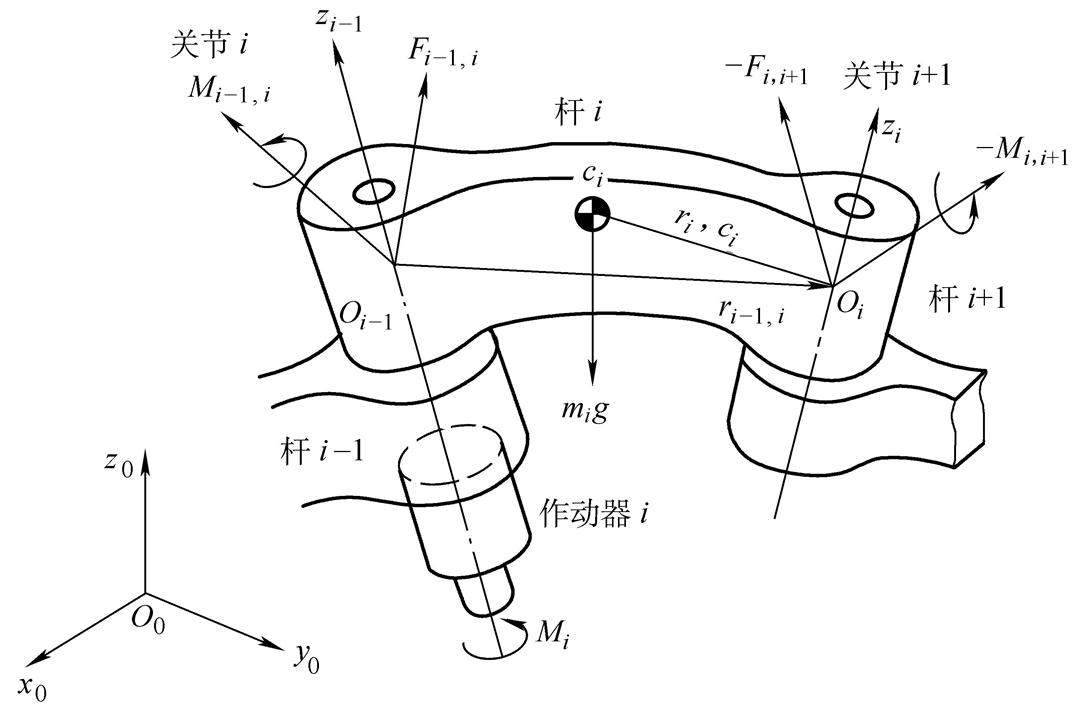 z_{i-1}
关节 i
F_{i-1, i}
M_{i-1, i}
杆 i
-F_{i,i+1}
关节 i+1
z_i
-M_{i,i+1}
c_i
r_i, c_i
O_{i-1}
r_{i-1, i}
O_i
杆 i+1
m_i g
杆 i-1
z_0
作动器 i
O_0
M_i
y_0
x_0